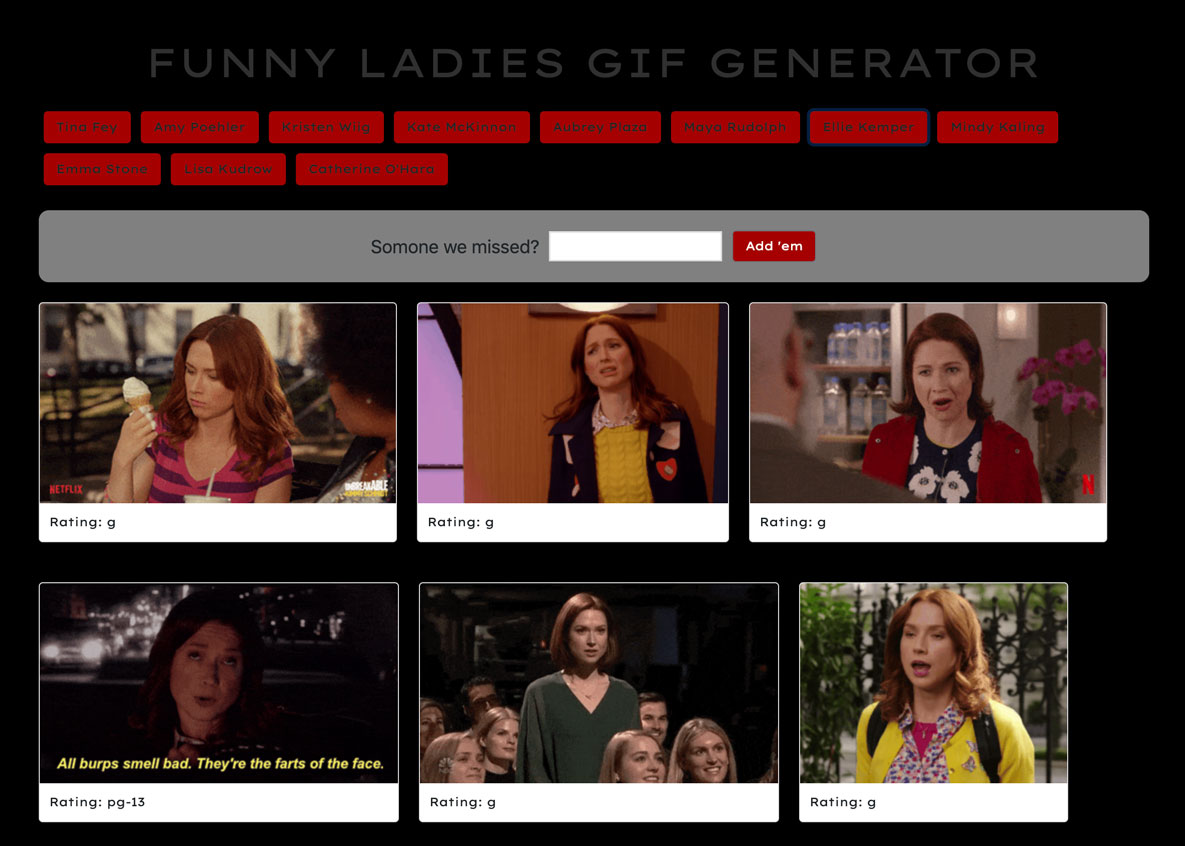 FUNNY LADIES GIF GENERATOR
Tina Fey Amy Poehler Kristen Wiig Kate McKinnon Aubrey Plaza Maya Rudolph Ellie Kemper Mindy Kaling
Emma Stone Lisa Kudrow Catherine O'Hara
Somone we missed? Add 'em
NETFLIX
UNBREAKABLE
KIMMY SCHMIDT
N
Rating: g Rating: g Rating: g
All burps smell bad. They're the farts of the face.
Rating: pg-13 Rating: g Rating: g